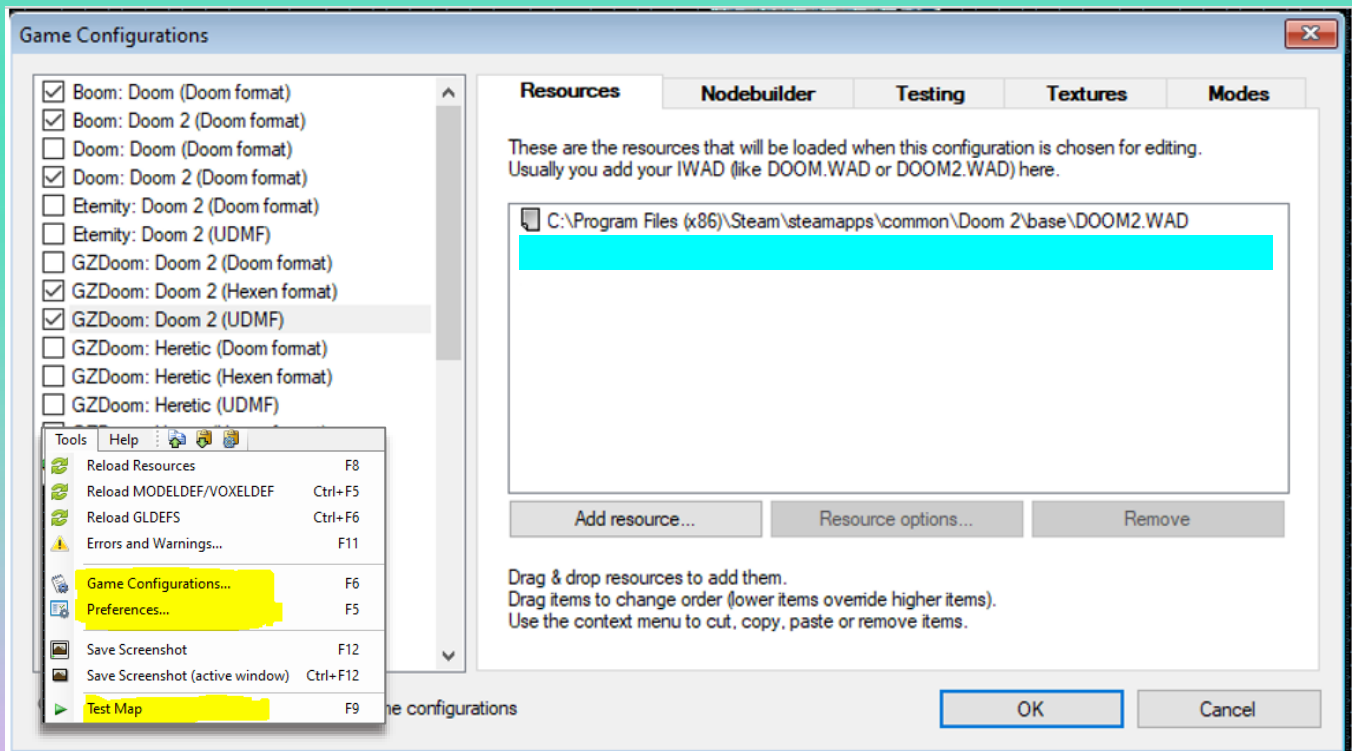 Game Configurations
Boom: Doom (Doom format)
Boom: Doom 2 (Doom format)
Doom: Doom (Doom format)
Doom: Doom 2 (Doom format)
Eternity: Doom 2 (Doom format)
Eternity: Doom 2 (UDMF)
GZDoom: Doom 2 (Doom format)
GZDoom: Doom 2 (Hexen format)
GZDoom: Doom 2 (UDMF)
GZDoom: Heretic (Doom format)
GZDoom: Heretic (Hexen format)
GZDoom: Heretic (UDMF)
Tools Help
Reload Resources F8
Reload MODELDEF/VOXELDEF Ctrl+F5
Reload GLDEFS Ctrl+F6
Errors and Warnings... F11
Game Configurations... F6
Preferences... F5
Save Screenshot F12
Save Screenshot (active window) Ctrl+F12
Test Map F9
Resources Nodebuilder Testing Textures Modes
These are the resources that will be loaded when this configuration is chosen for editing.
Usually you add your IWAD (like DOOM.WAD or DOOM2.WAD) here.
C:\Program Files (x86)\Steam\steamapps\common\Doom 2\base\DOOM2.WAD
Add resource... Resource options... Remove
Drag & drop resources to add them.
Drag items to change order (lower items override higher items).
Use the context menu to cut, copy, paste or remove items.
configurations
OK Cancel